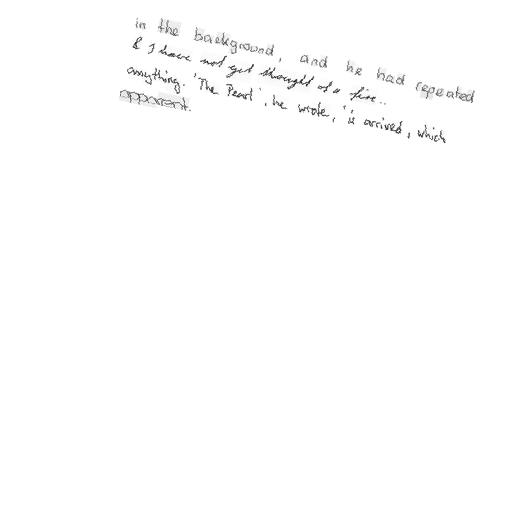 in the background, and he had repeated
& I have not yet thought of a fine..
anything. 'The Pearl', he wrote, 'is arrived, which
apparent.